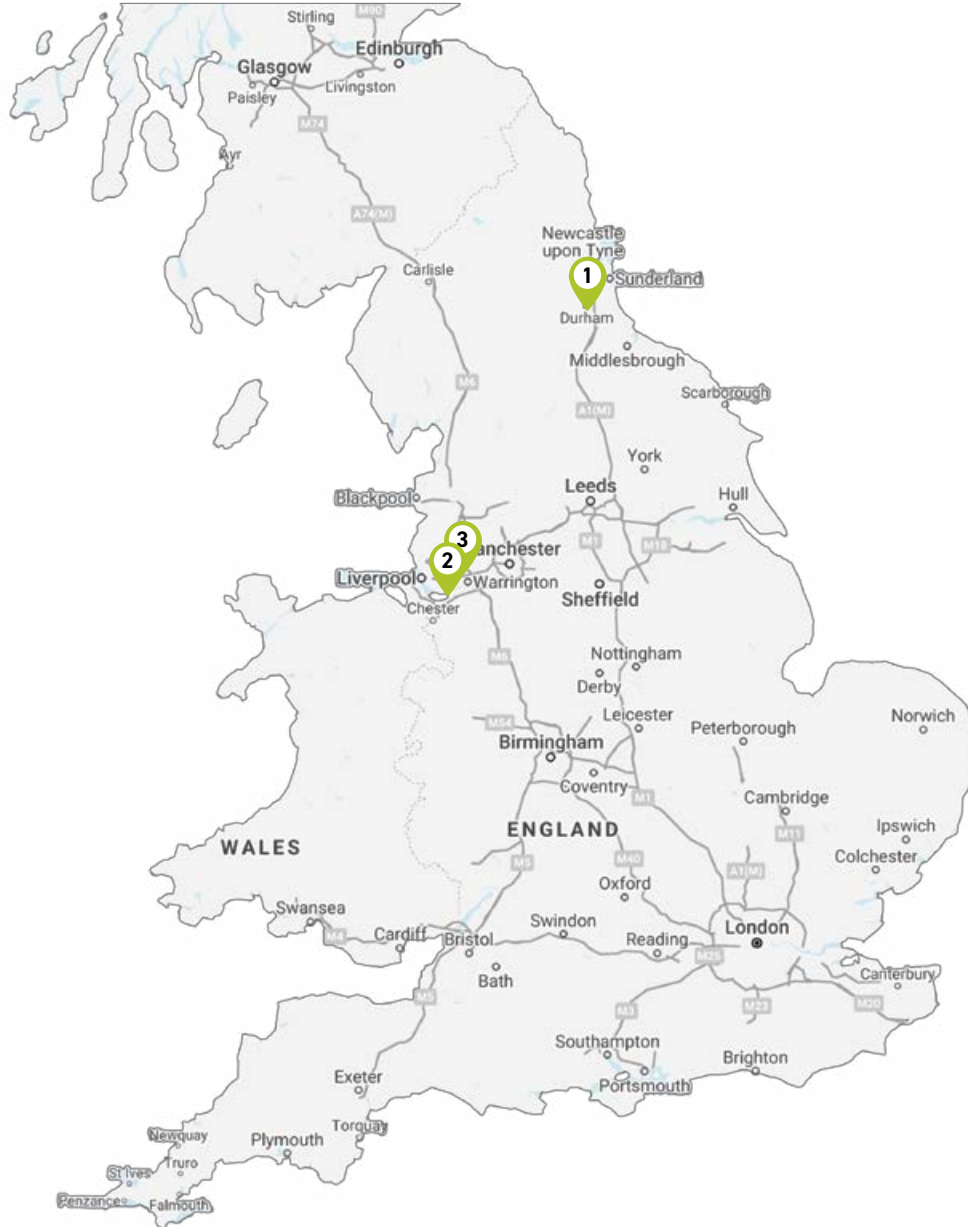 Stirling
M90
Edinburgh
Glasgow
Livingston
Paisley
M74
Ayr
A74(M)
Newcastle
upon Tyne
Carlisle
1
Sunderland
Durham
Middlesbrough
M6
Scarborough
A1(M)
York
Leeds
Blackpool
Hull
3
M1
M18
anchester
2
Liverpool
Warrington
Sheffield
Chester
M6
Nottingham
Derby
Leicester
Norwich
M54
Peterborough
Birmingham
Coventry
M1
Cambridge
ENGLAND
Ipswich
M11
WALES
Colchester
M5
M40
A1(M)
Oxford
Swansea
Swindon
London
Cardiff
Bristol
Reading
M4
M25
Canterbury
Bath
M5
M3
M23
M20
Southampton
Brighton
Exeter
Portsmouth
Torquay
Newquay
Plymouth
Truro
St Ives
Penzance
Falmouth